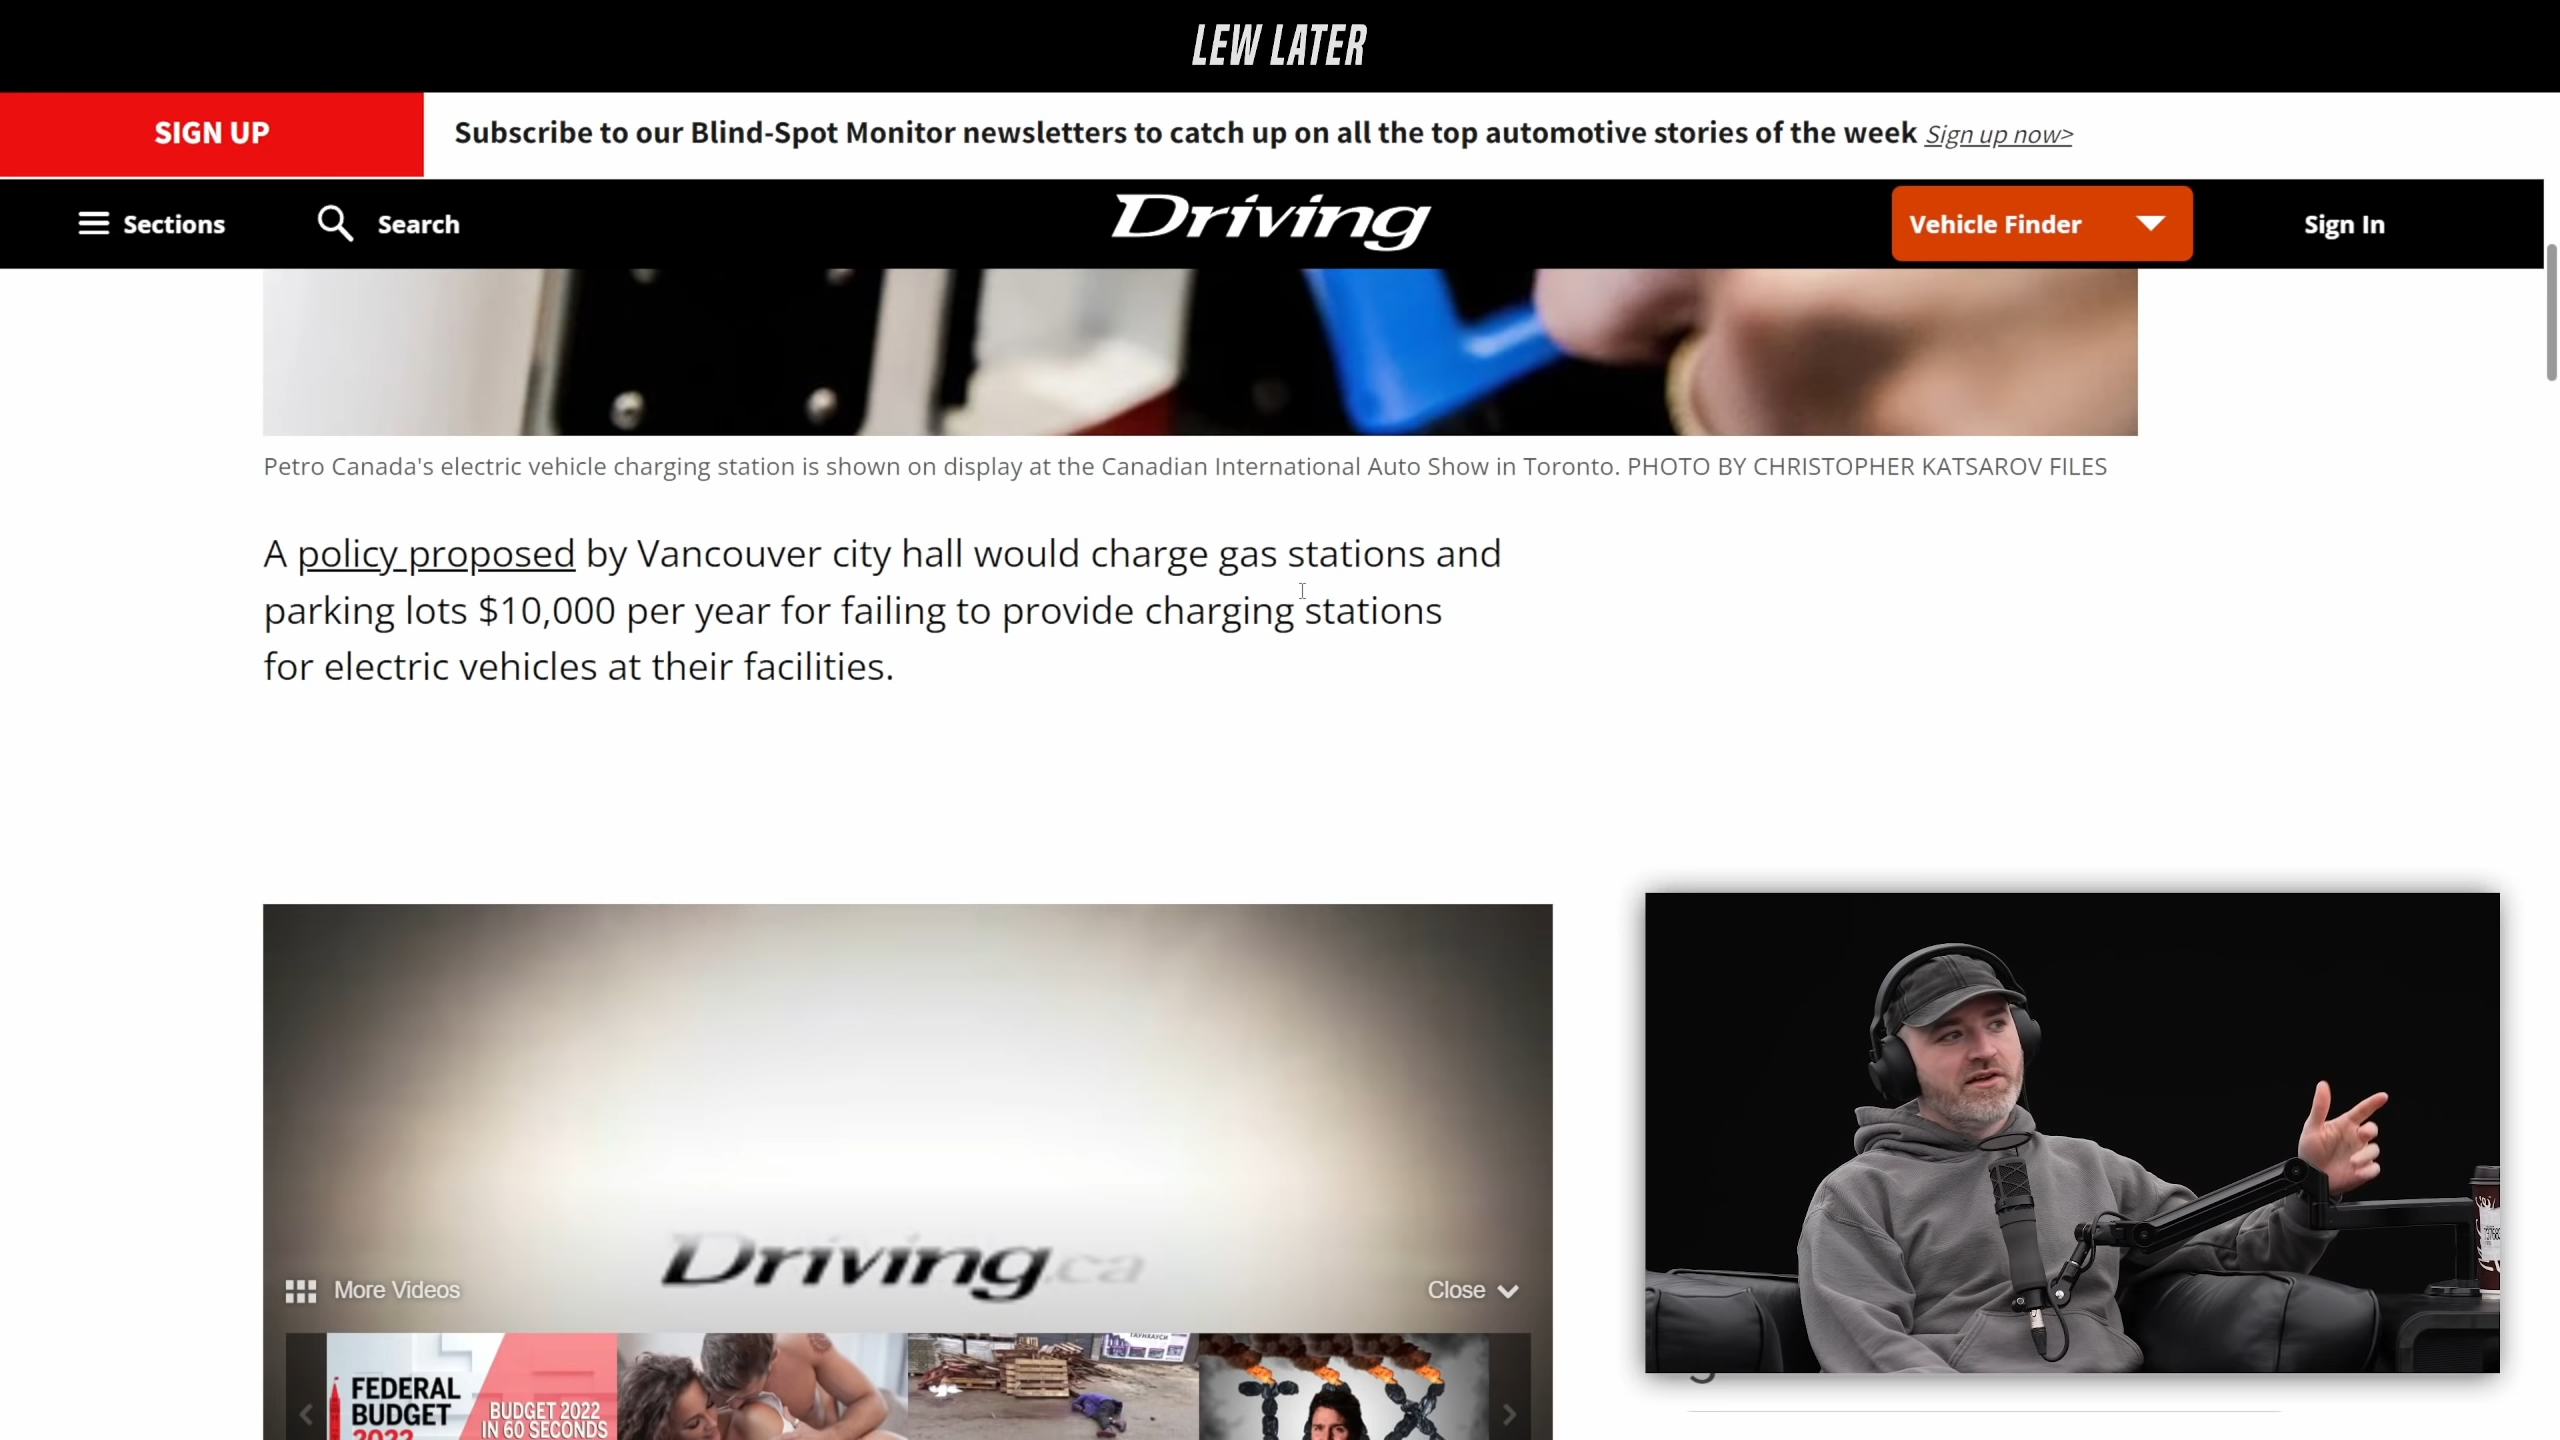 LEW LATER
SIGN UP
Subscribe to our Blind-Spot Monitor newsletters to catch up on all the top automotive stories of the week Sign up now>
Sections
Search
Driving
Vehicle Finder
Sign In
Petro Canada's electric vehicle charging station is shown on display at the Canadian International Auto Show in Toronto. PHOTO BY CHRISTOPHER KATSAROV FILES
A policy proposed by Vancouver city hall would charge gas stations and
parking lots $10,000 per year for failing to provide charging stations
for electric vehicles at their facilities.
Driving.ca
More Videos
Close
FEDERAL
BUDGET
2022
BUDGET 2022
IN 60 SECONDS
ТАУНХАУСИ
TAX